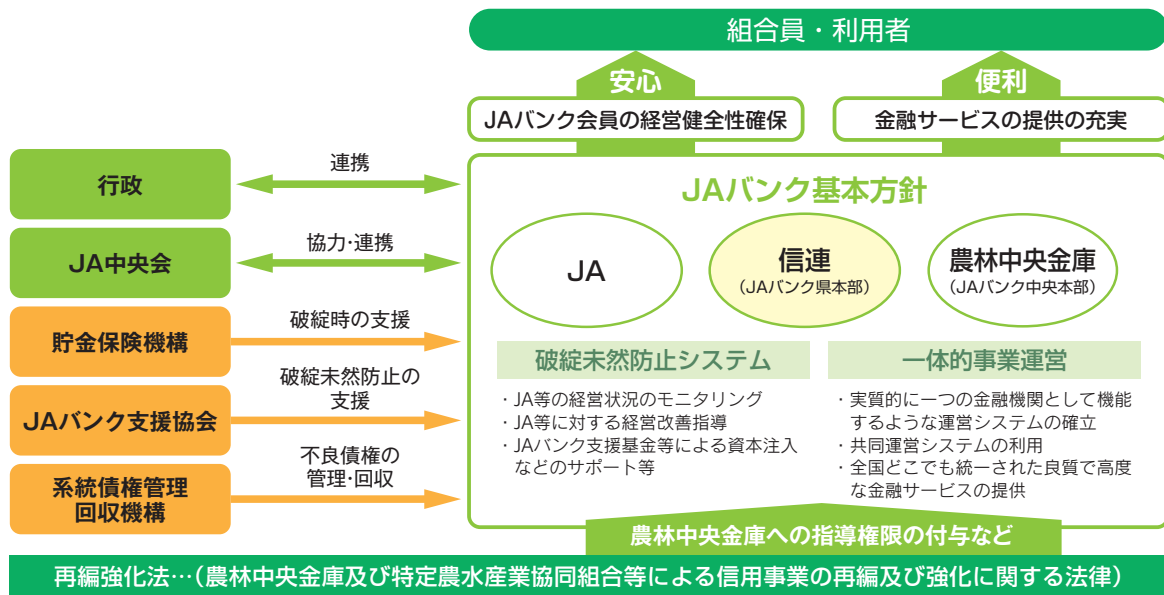 組合員・利用者
安心
便利
JAバンク会員の経営健全性確保
金融サービスの提供の充実
行政
連携
JA中央会
協力・連携
貯金保険機構
破綻時の支援
JAバンク支援協会
破綻未然防止の
支援
系統債権管理
回収機構
不良債権の
管理・回収
JAバンク基本方針
JA
信連
(JAバンク県本部)
農林中央金庫
(JAバンク中央本部)
破綻未然防止システム
・JA等の経営状況のモニタリング
・JA等に対する経営改善指導
・JAバンク支援基金等による資本注入
などのサポート等
一体的事業運営
・実質的に一つの金融機関として機能
するような運営システムの確立
・共同運営システムの利用
・全国どこでも統一された良質で高度
な金融サービスの提供
農林中央金庫への指導権限の付与など
再編強化法…(農林中央金庫及び特定農水産業協同組合等による信用事業の再編及び強化に関する法律)